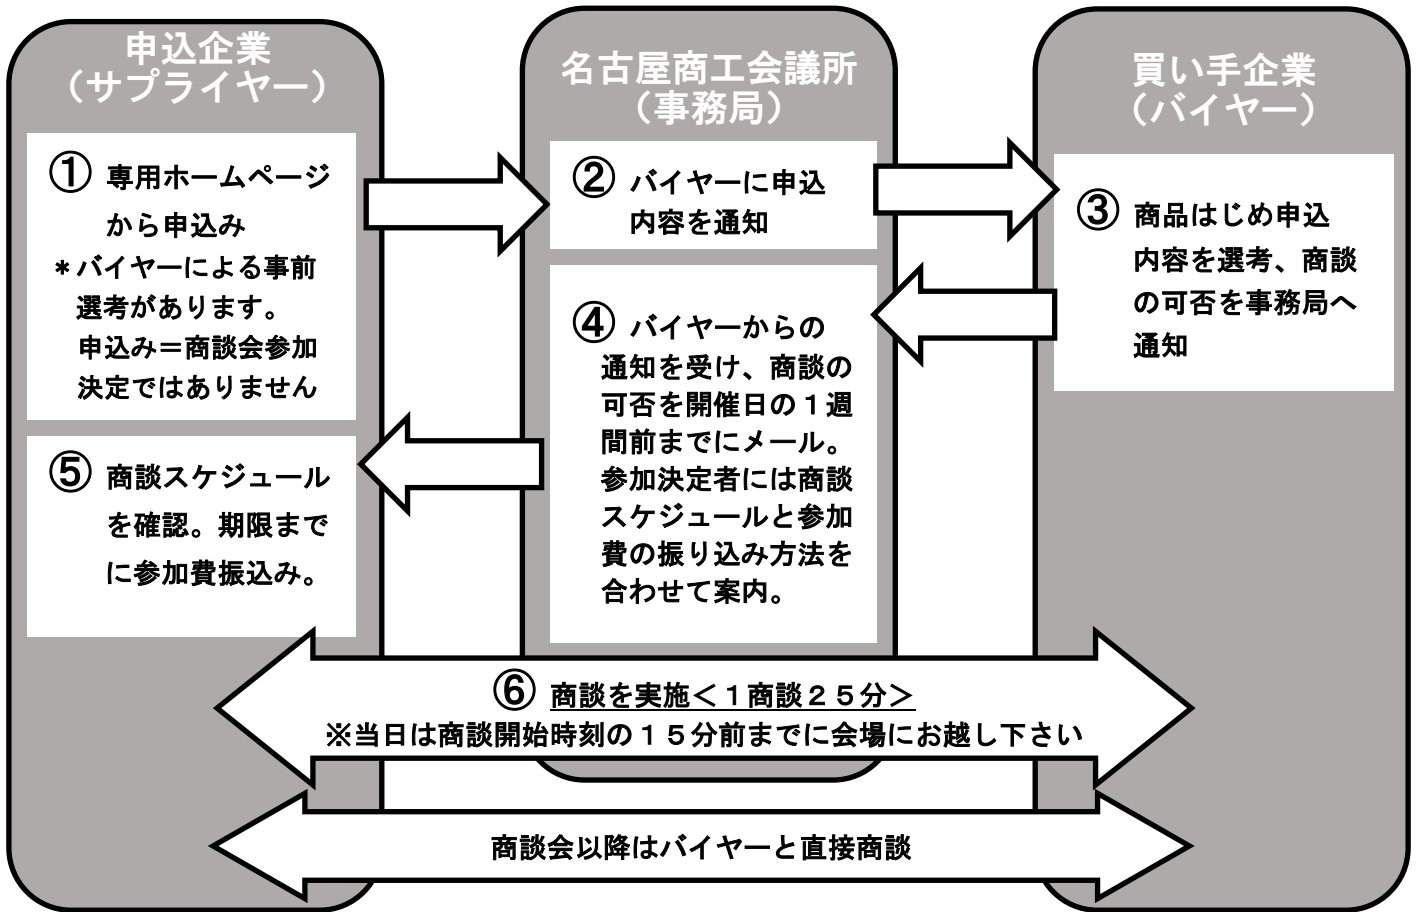 申込企業
（サプライヤー）
① 専用ホームページ
から申込み
＊バイヤーによる事前
選考があります。
申込み＝商談会参加
決定ではありません
⑤ 商談スケジュール
を確認。期限まで
に参加費振込み。
名古屋商工会議所
（事務局）
② バイヤーに申込
内容を通知
④ バイヤーからの
通知を受け、商談の
可否を開催日の１週
間前までにメール。
参加決定者には商談
スケジュールと参加
費の振り込み方法を
合わせて案内。
買い手企業
（バイヤー）
③ 商品はじめ申込
内容を選考、商談
の可否を事務局へ
通知
⑥ 商談を実施＜１商談２５分＞
※当日は商談開始時刻の１５分前までに会場にお越し下さい
商談会以降はバイヤーと直接商談